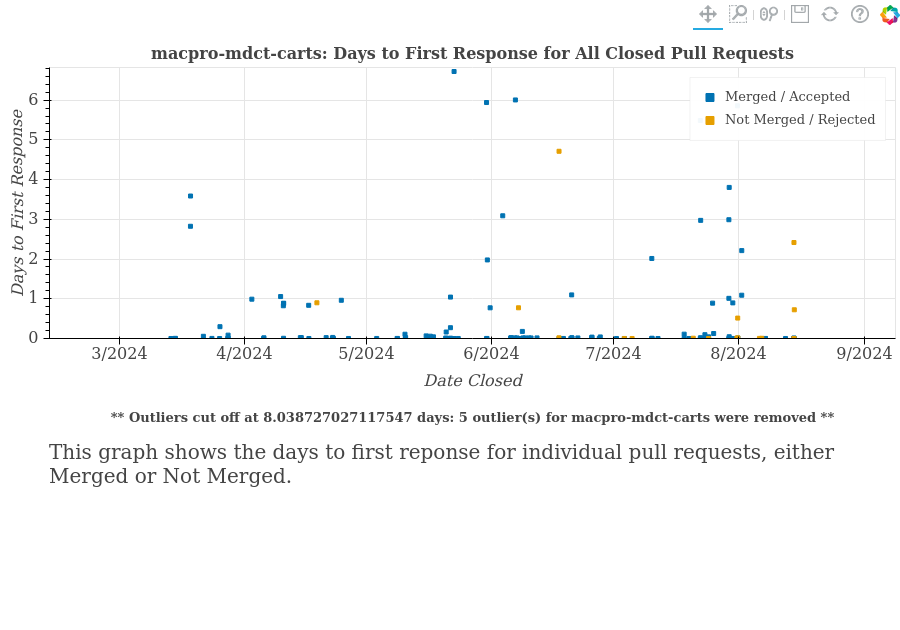 macpro-mdct-carts: Days to First Response for All Closed Pull Requests
Merged / Accepted
Not Merged / Rejected
Days to First Response
6
5
4
3
2
1
0
3/2024 4/2024 5/2024 6/2024 7/2024 8/2024 9/2024
Date Closed
** Outliers cut off at 8.038727027117547 days: 5 outlier(s) for macpro-mdct-carts were removed **
This graph shows the days to first reponse for individual pull requests, either
Merged or Not Merged.